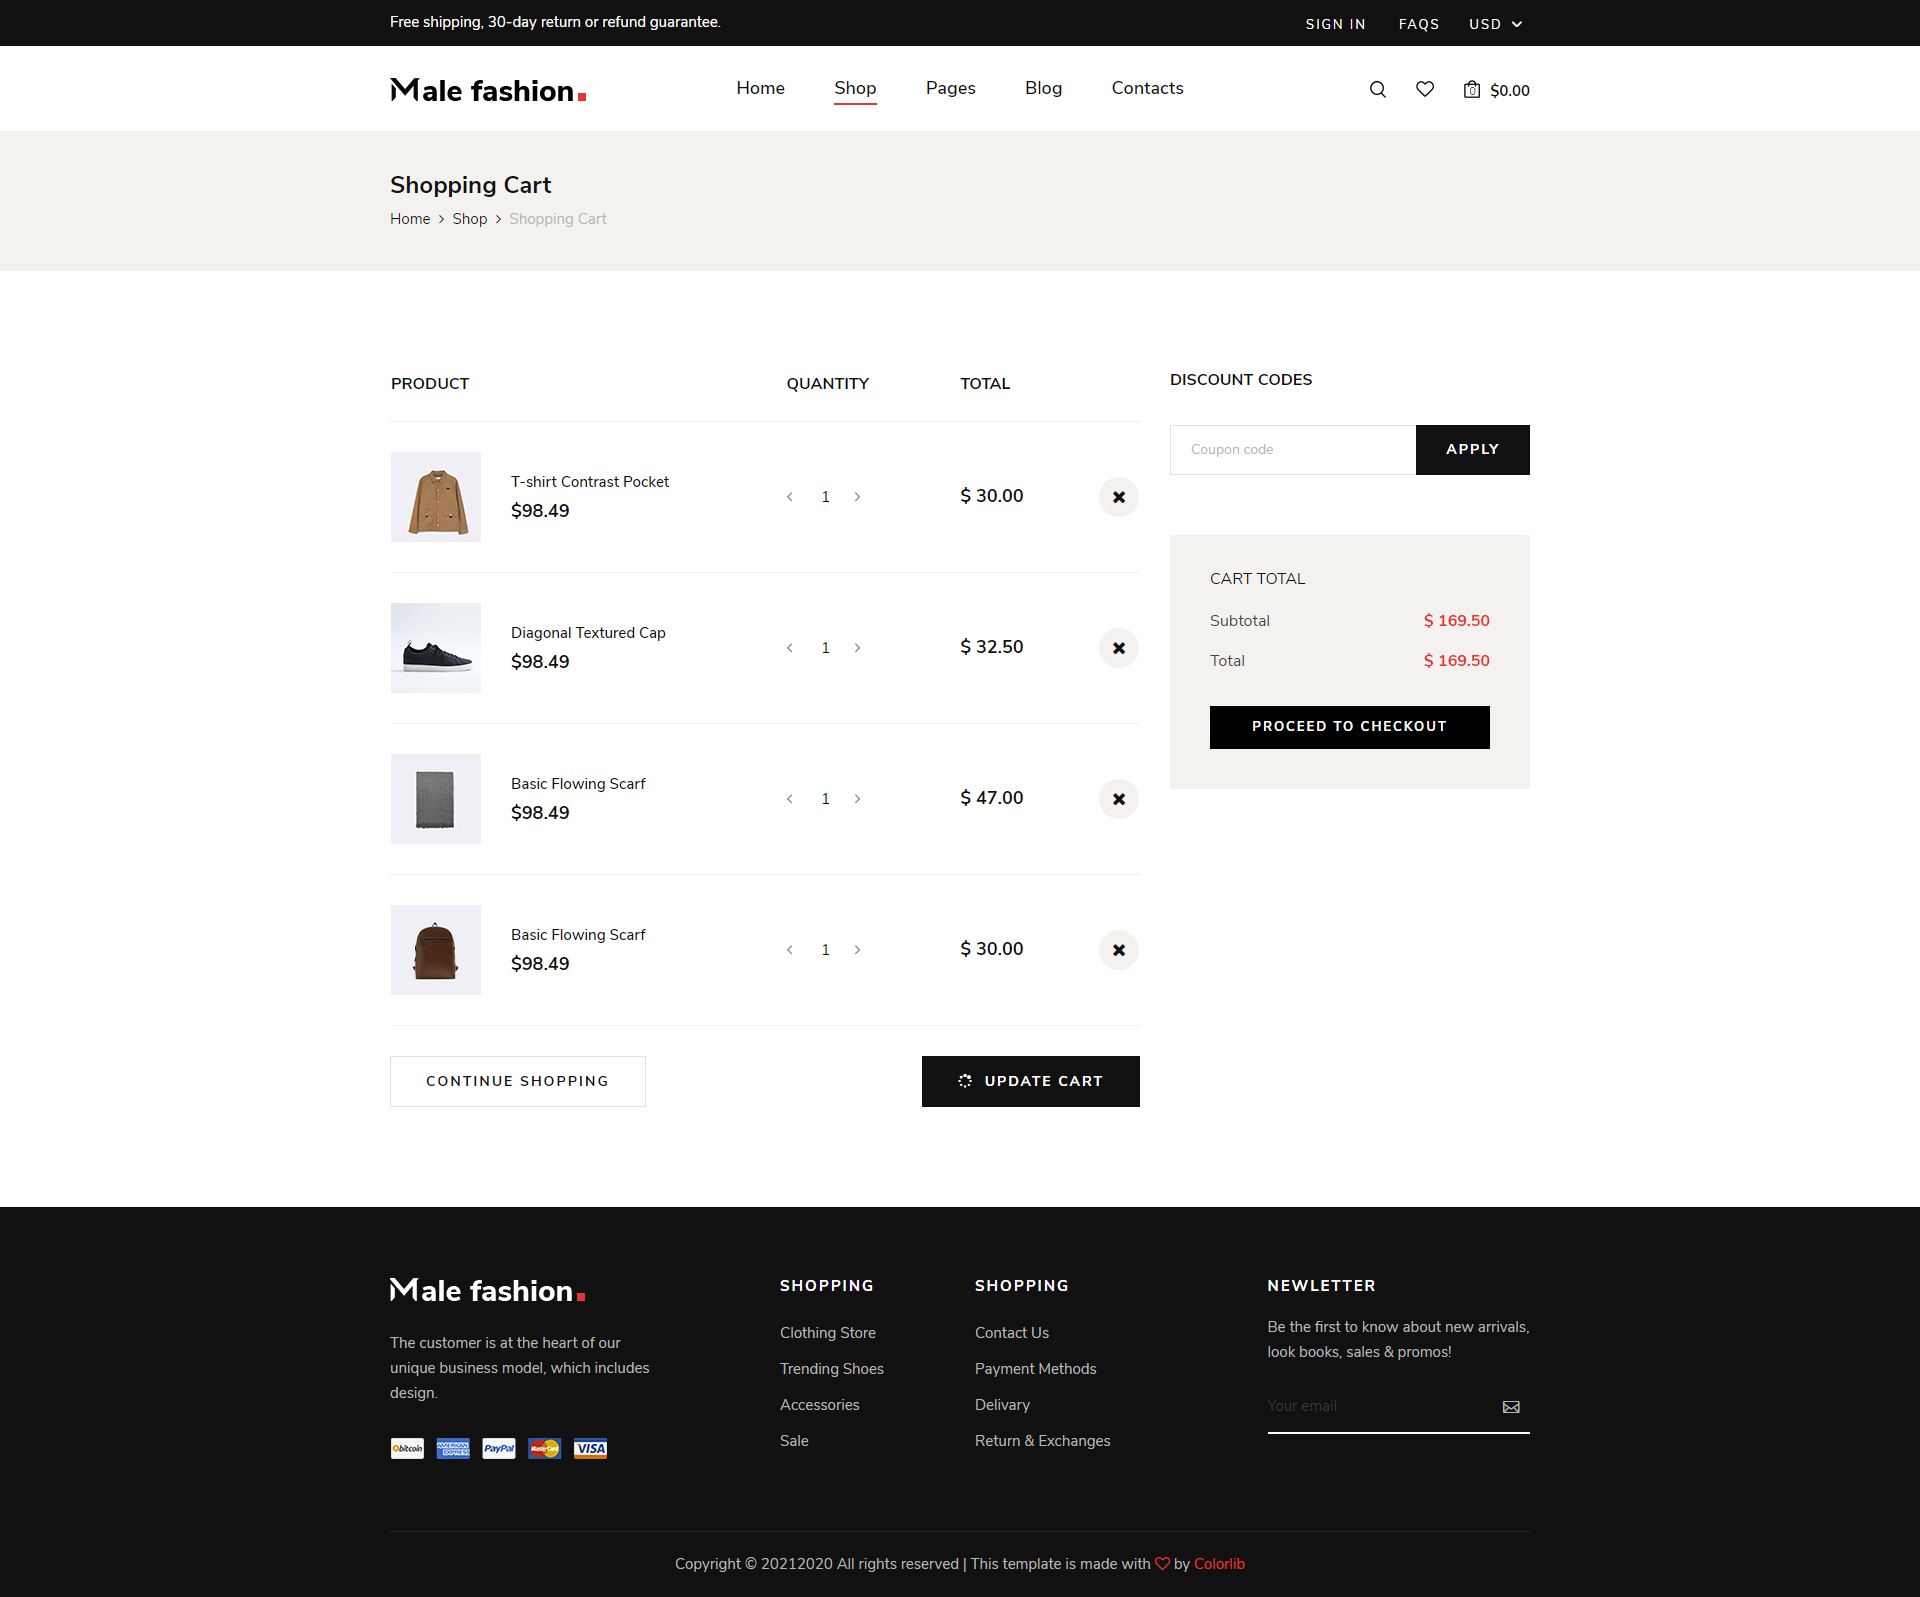 Free shipping, 30-day return or refund guarantee.
SIGN IN FAQS USD
Male fashion.
Home Shop Pages Blog Contacts
0 $0.00
Shopping Cart
Home > Shop > Shopping Cart
PRODUCT QUANTITY TOTAL
T-shirt Contrast Pocket
$98.49
1
$ 30.00
Diagonal Textured Cap
$98.49
1
$ 32.50
Basic Flowing Scarf
$98.49
1
$ 47.00
Basic Flowing Scarf
$98.49
1
$ 30.00
CONTINUE SHOPPING
UPDATE CART
DISCOUNT CODES
Coupon code
APPLY
CART TOTAL
Subtotal $ 169.50
Total $ 169.50
PROCEED TO CHECKOUT
Male fashion.
The customer is at the heart of our
unique business model, which includes
design.
bitcoin AMERICAN EXPRESS PayPal MasterCard VISA
SHOPPING
Clothing Store
Trending Shoes
Accessories
Sale
SHOPPING
Contact Us
Payment Methods
Delivary
Return & Exchanges
NEWLETTER
Be the first to know about new arrivals,
look books, sales & promos!
Your email
Copyright © 20212020 All rights reserved | This template is made with ♡ by Colorlib